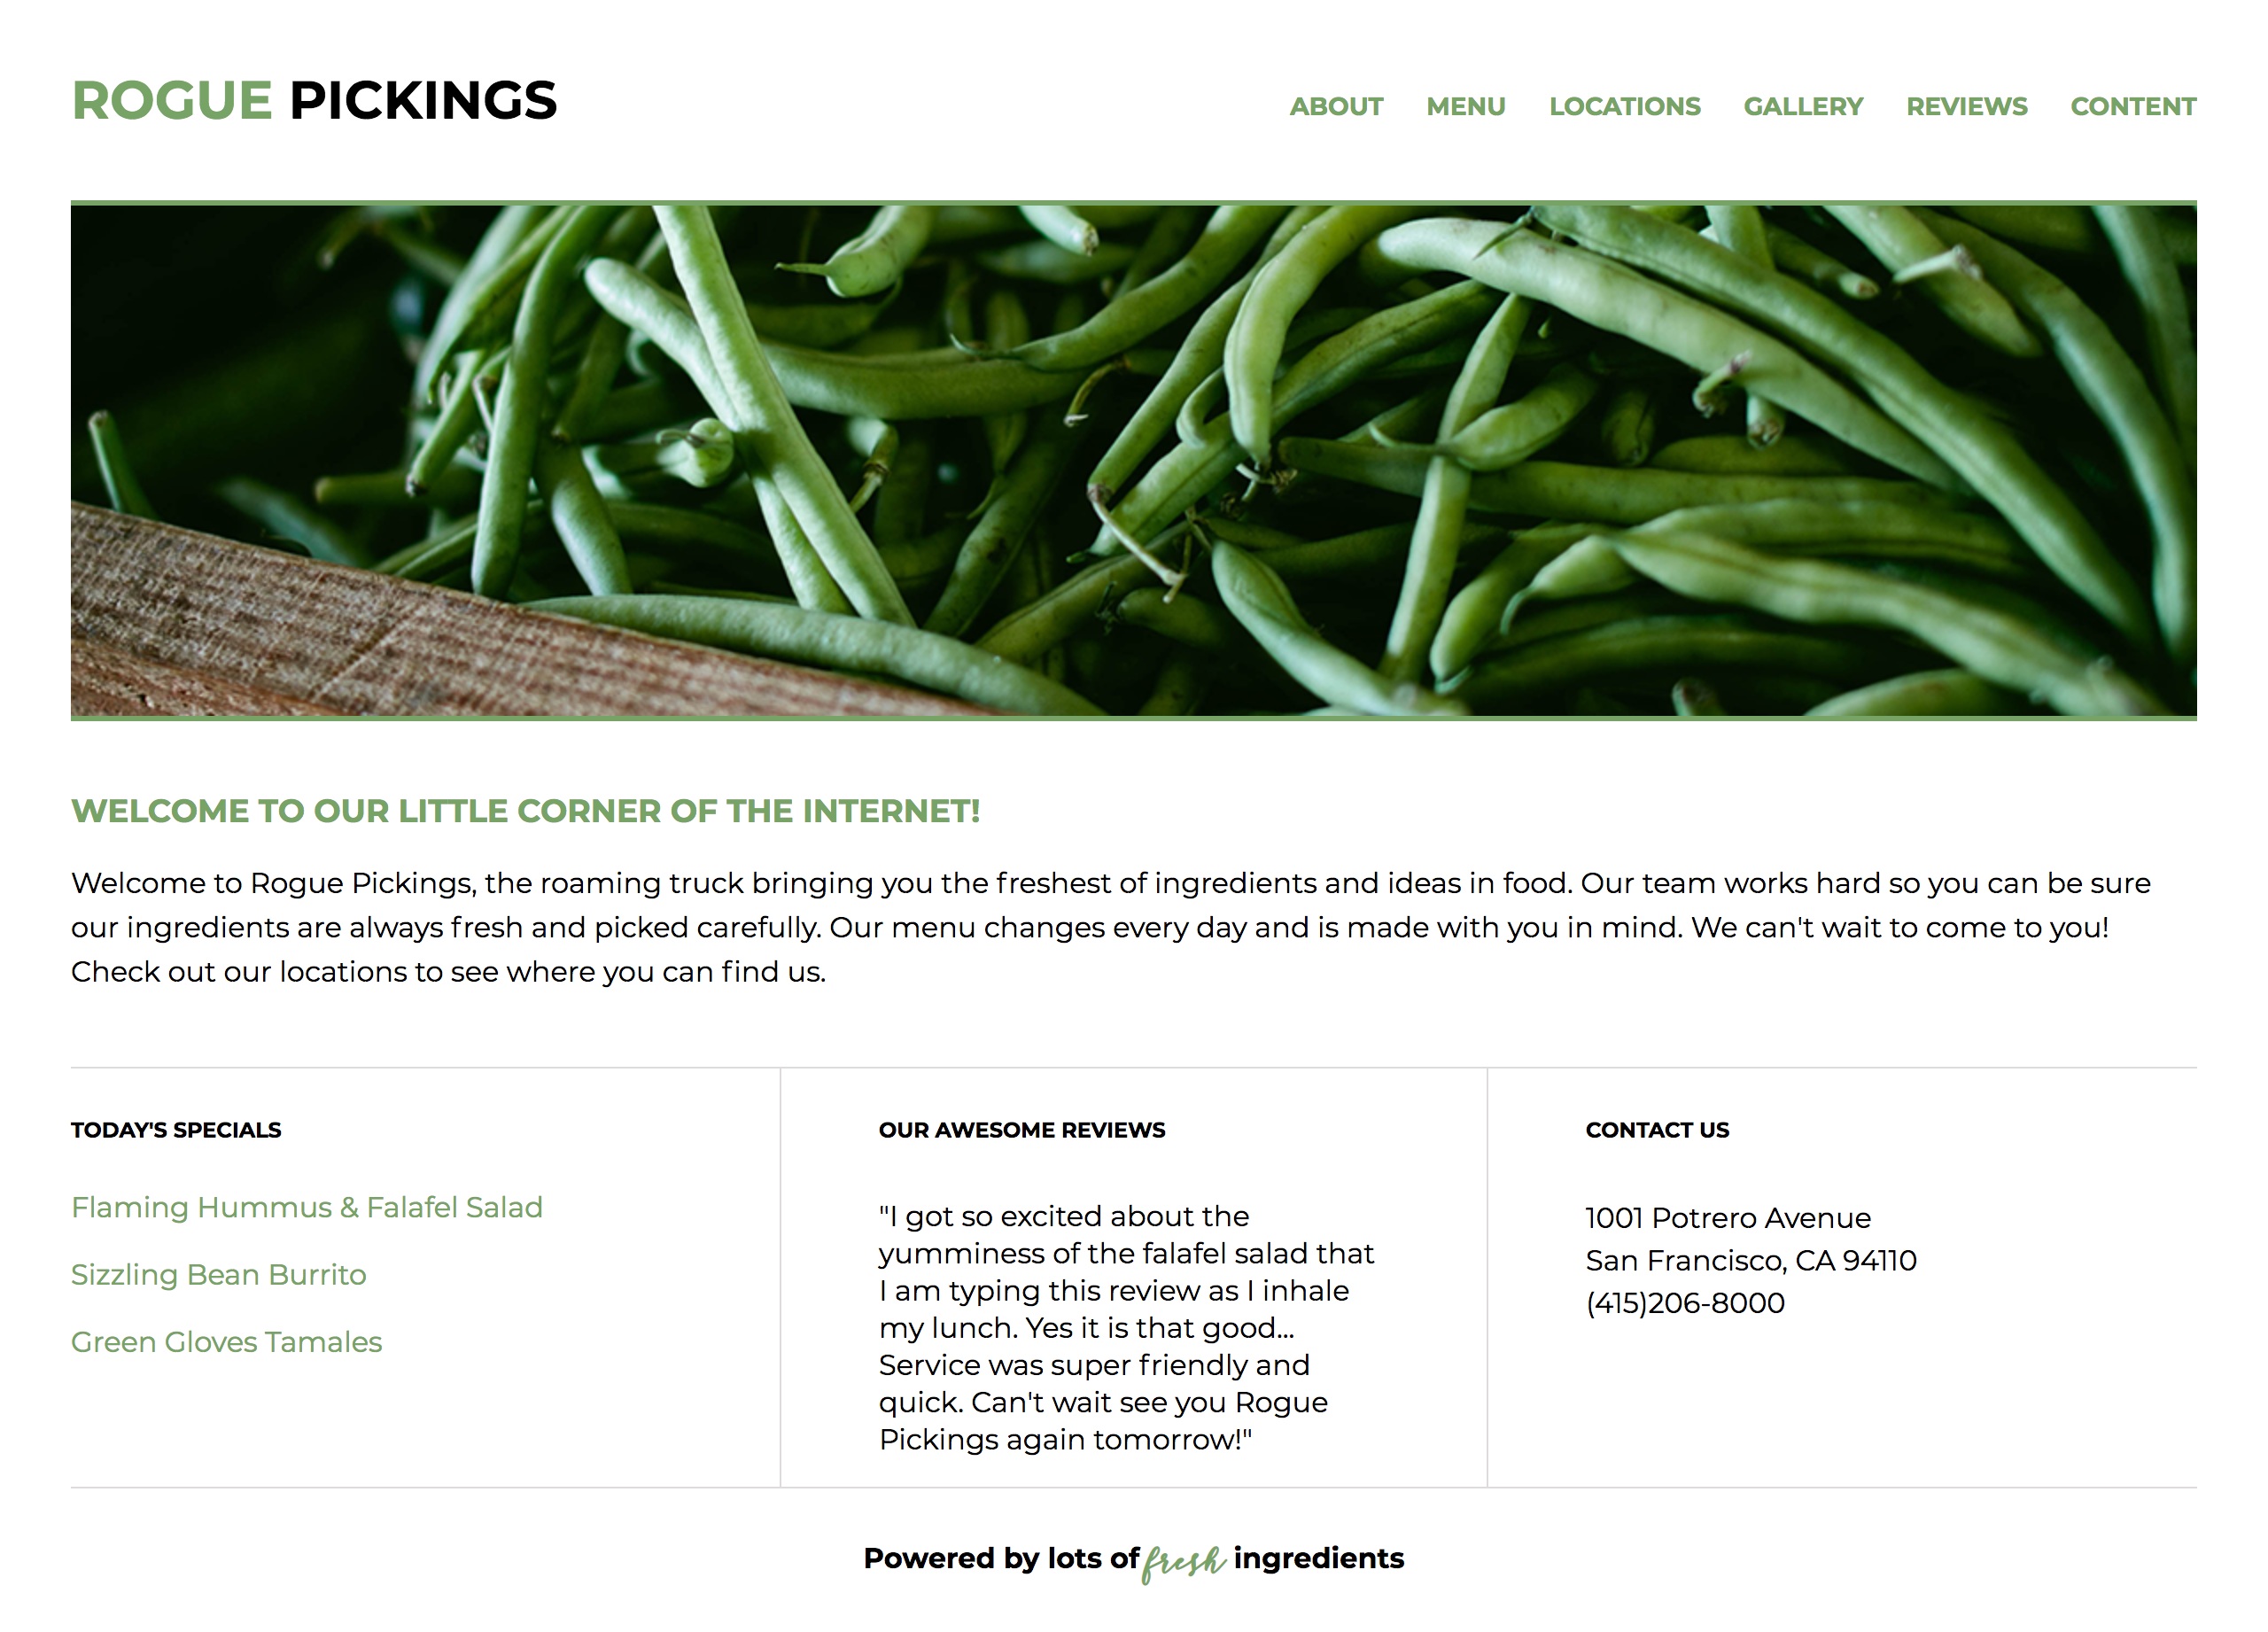 ROGUE PICKINGS
ABOUT MENU LOCATIONS GALLERY REVIEWS CONTENT
WELCOME TO OUR LITTLE CORNER OF THE INTERNET!
Welcome to Rogue Pickings, the roaming truck bringing you the freshest of ingredients and ideas in food. Our team works hard so you can be sure
our ingredients are always fresh and picked carefully. Our menu changes every day and is made with you in mind. We can't wait to come to you!
Check out our locations to see where you can find us.
TODAY'S SPECIALS
Flaming Hummus & Falafel Salad
Sizzling Bean Burrito
Green Gloves Tamales
OUR AWESOME REVIEWS
"I got so excited about the
yumminess of the falafel salad that
I am typing this review as I inhale
my lunch. Yes it is that good...
Service was super friendly and
quick. Can't wait see you Rogue
Pickings again tomorrow!"
CONTACT US
1001 Potrero Avenue
San Francisco, CA 94110
(415)206-8000
Powered by lots of fresh ingredients